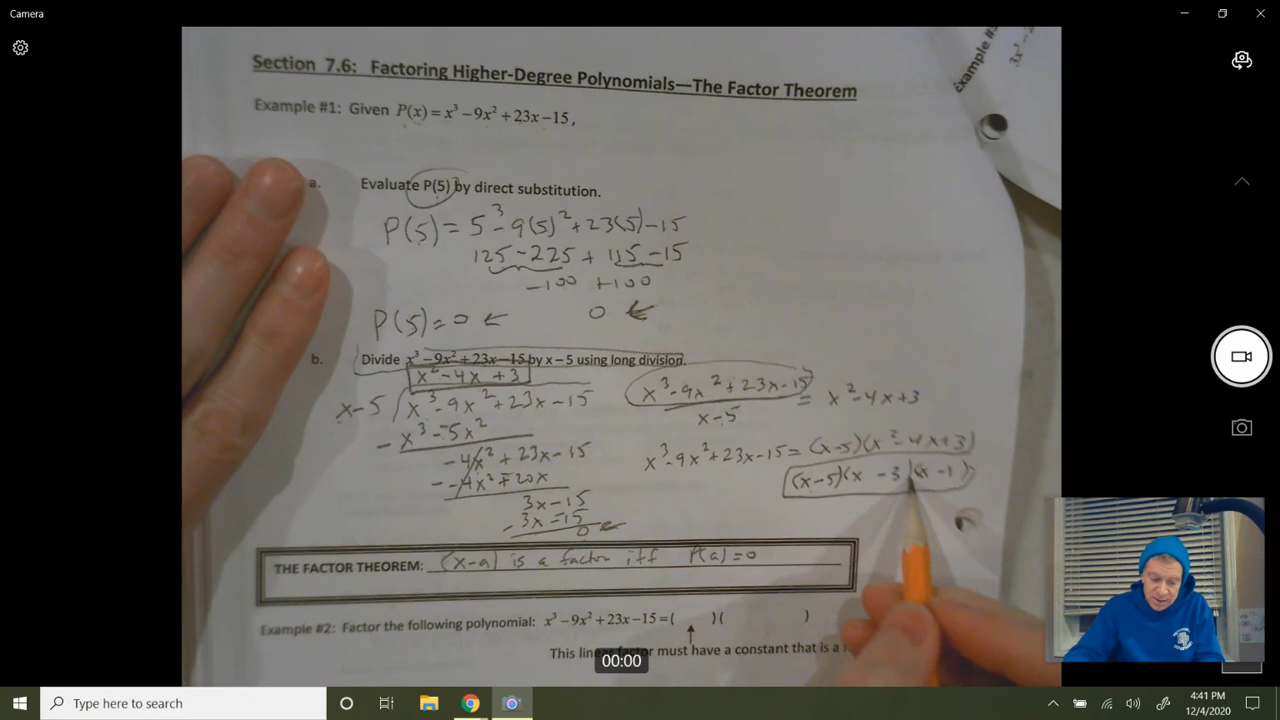 Camera
Section 7.6: Factoring Higher-Degree Polynomials—The Factor Theorem
Example #1: Given P(x) = x³ − 9x² + 23x − 15,
a. Evaluate P(5) by direct substitution.
P(5) = 5³ − 9(5)² + 23(5) − 15
125 − 225 + 115 − 15
−100 +100
0 ←
P(5) = 0 ←
b. Divide x³ − 9x² + 23x − 15 by x − 5 using long division.
x² − 4x + 3
x − 5 x³ − 9x² + 23x − 15
− x³ − 5x²
− 4x² + 23x − 15
− − 4x² + 20x
3x − 15
− 3x − 15
0 ←
x³ − 9x² + 23x − 15
x − 5
= x² − 4x + 3
x³ − 9x² + 23x − 15 = (x − 5)(x² − 4x + 3)
(x − 5)(x − 3)(x − 1)
THE FACTOR THEOREM: (x − a) is a factor iff P(a) = 0
Example #2: Factor the following polynomial: x³ − 9x² + 23x − 15 = ( )( )
This linear factor must have a constant that is a
Example #
3x³ −
00:00
Type here to search
4:41 PM
12/4/2020